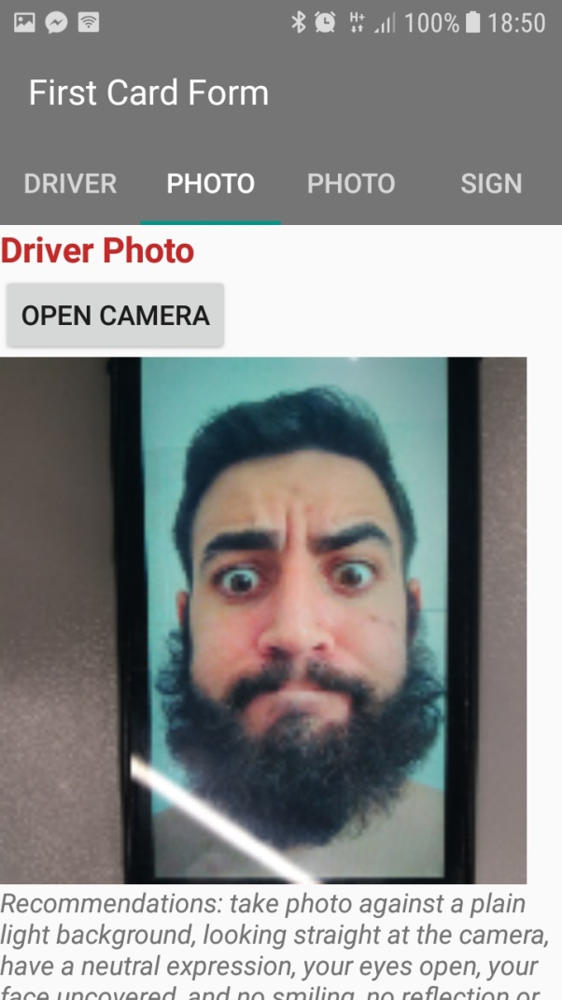 100% 18:50
First Card Form
DRIVER PHOTO PHOTO SIGN
Driver Photo
OPEN CAMERA
Recommendations: take photo against a plain
light background, looking straight at the camera,
have a neutral expression, your eyes open, your
face uncovered, and no smiling, no reflection or